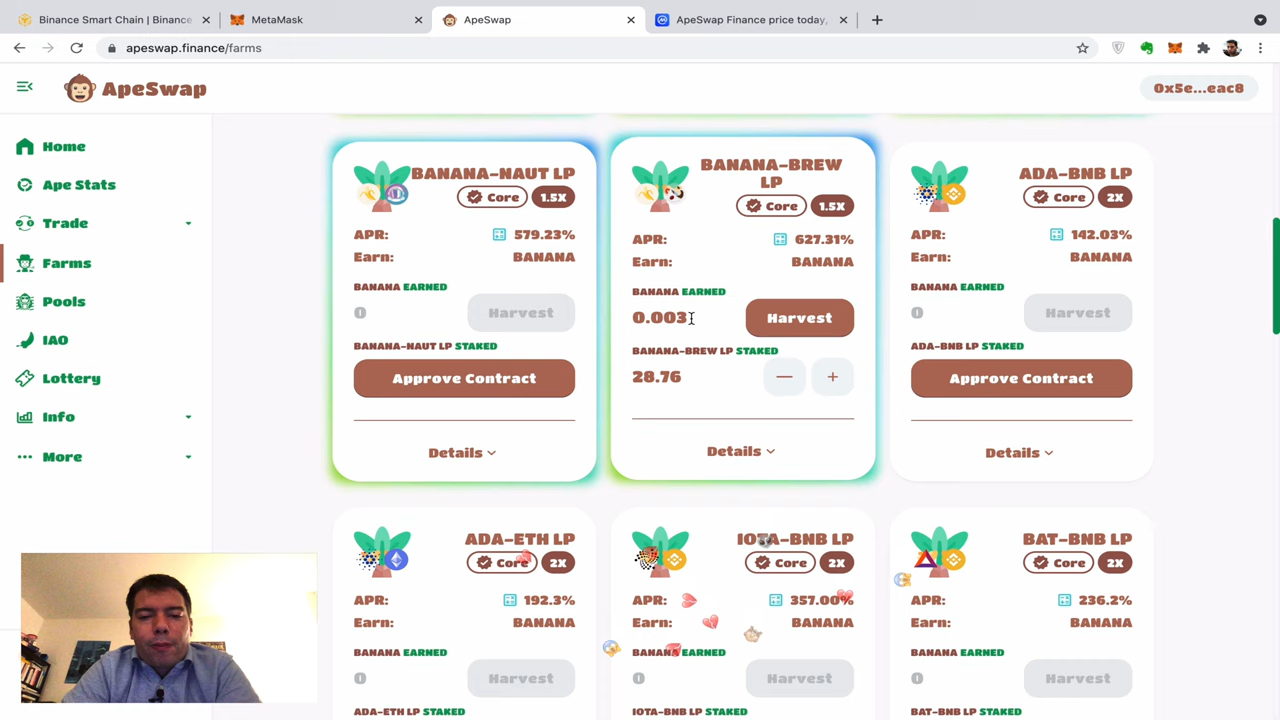 Binance Smart Chain | Binance
MetaMask
ApeSwap
ApeSwap Finance price today,
apeswap.finance/farms
ApeSwap
0x5e...eac8
Home
Ape Stats
Trade
Farms
Pools
IAO
Lottery
Info
More
BANANA-NAUT LP
Core
1.5X
APR:
579.23%
Earn:
BANANA
BANANA EARNED
0
Harvest
BANANA-NAUT LP STAKED
Approve Contract
Details
BANANA-BREW
LP
Core
1.5X
APR:
627.31%
Earn:
BANANA
BANANA EARNED
0.003
Harvest
BANANA-BREW LP STAKED
28.76
Details
ADA-BNB LP
Core
2X
APR:
142.03%
Earn:
BANANA
BANANA EARNED
0
Harvest
ADA-BNB LP STAKED
Approve Contract
Details
ADA-ETH LP
Core
2X
APR:
192.3%
Earn:
BANANA
BANANA EARNED
0
Harvest
ADA-ETH LP STAKED
IOTA-BNB LP
Core
2X
APR:
357.00%
Earn:
BANANA
BANANA EARNED
0
Harvest
IOTA-BNB LP STAKED
BAT-BNB LP
Core
2X
APR:
236.2%
Earn:
BANANA
BANANA EARNED
0
Harvest
BAT-BNB LP STAKED